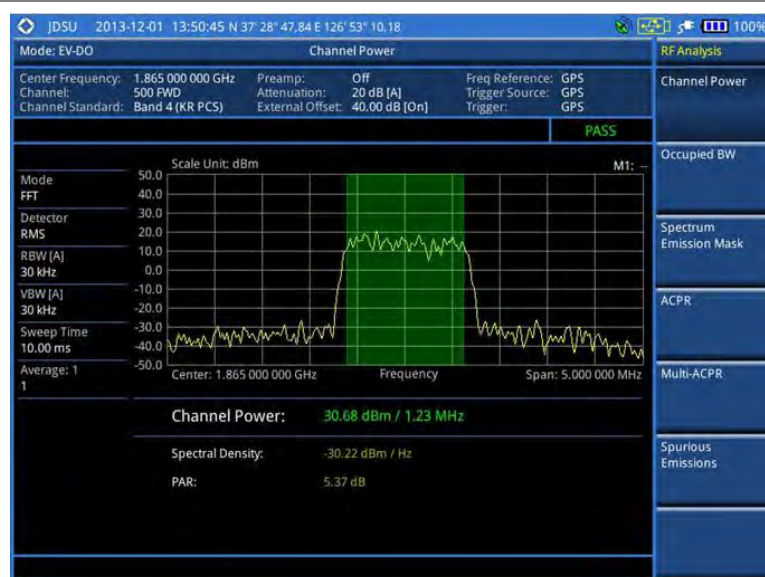 JDSU 2013-12-01 13:50:45 N 37° 28" 47,84 E 126° 53" 10.18 100%
Mode: EV-DO Channel Power RF Analysis
Center Frequency: 1.865 000 000 GHz Preamp: Off Freq Reference: GPS
Channel: 500 FWD Attenuation: 20 dB [A] Trigger Source: GPS
Channel Standard: Band 4 (KR PCS) External Offset: 40.00 dB [On] Trigger: GPS
PASS
Scale Unit: dBm M1: --
50.0
40.0
30.0
20.0
10.0
0.0
-10.0
-20.0
-30.0
-40.0
-50.0
Mode
FFT
Detector
RMS
RBW [A]
30 kHz
VBW [A]
30 kHz
Sweep Time
10.00 ms
Average: 1
1
Center: 1.865 000 000 GHz Frequency Span: 5.000 000 MHz
Channel Power: 30.68 dBm / 1.23 MHz
Spectral Density: -30.22 dBm / Hz
PAR: 5.37 dB
Channel Power
Occupied BW
Spectrum
Emission Mask
ACPR
Multi-ACPR
Spurious
Emissions